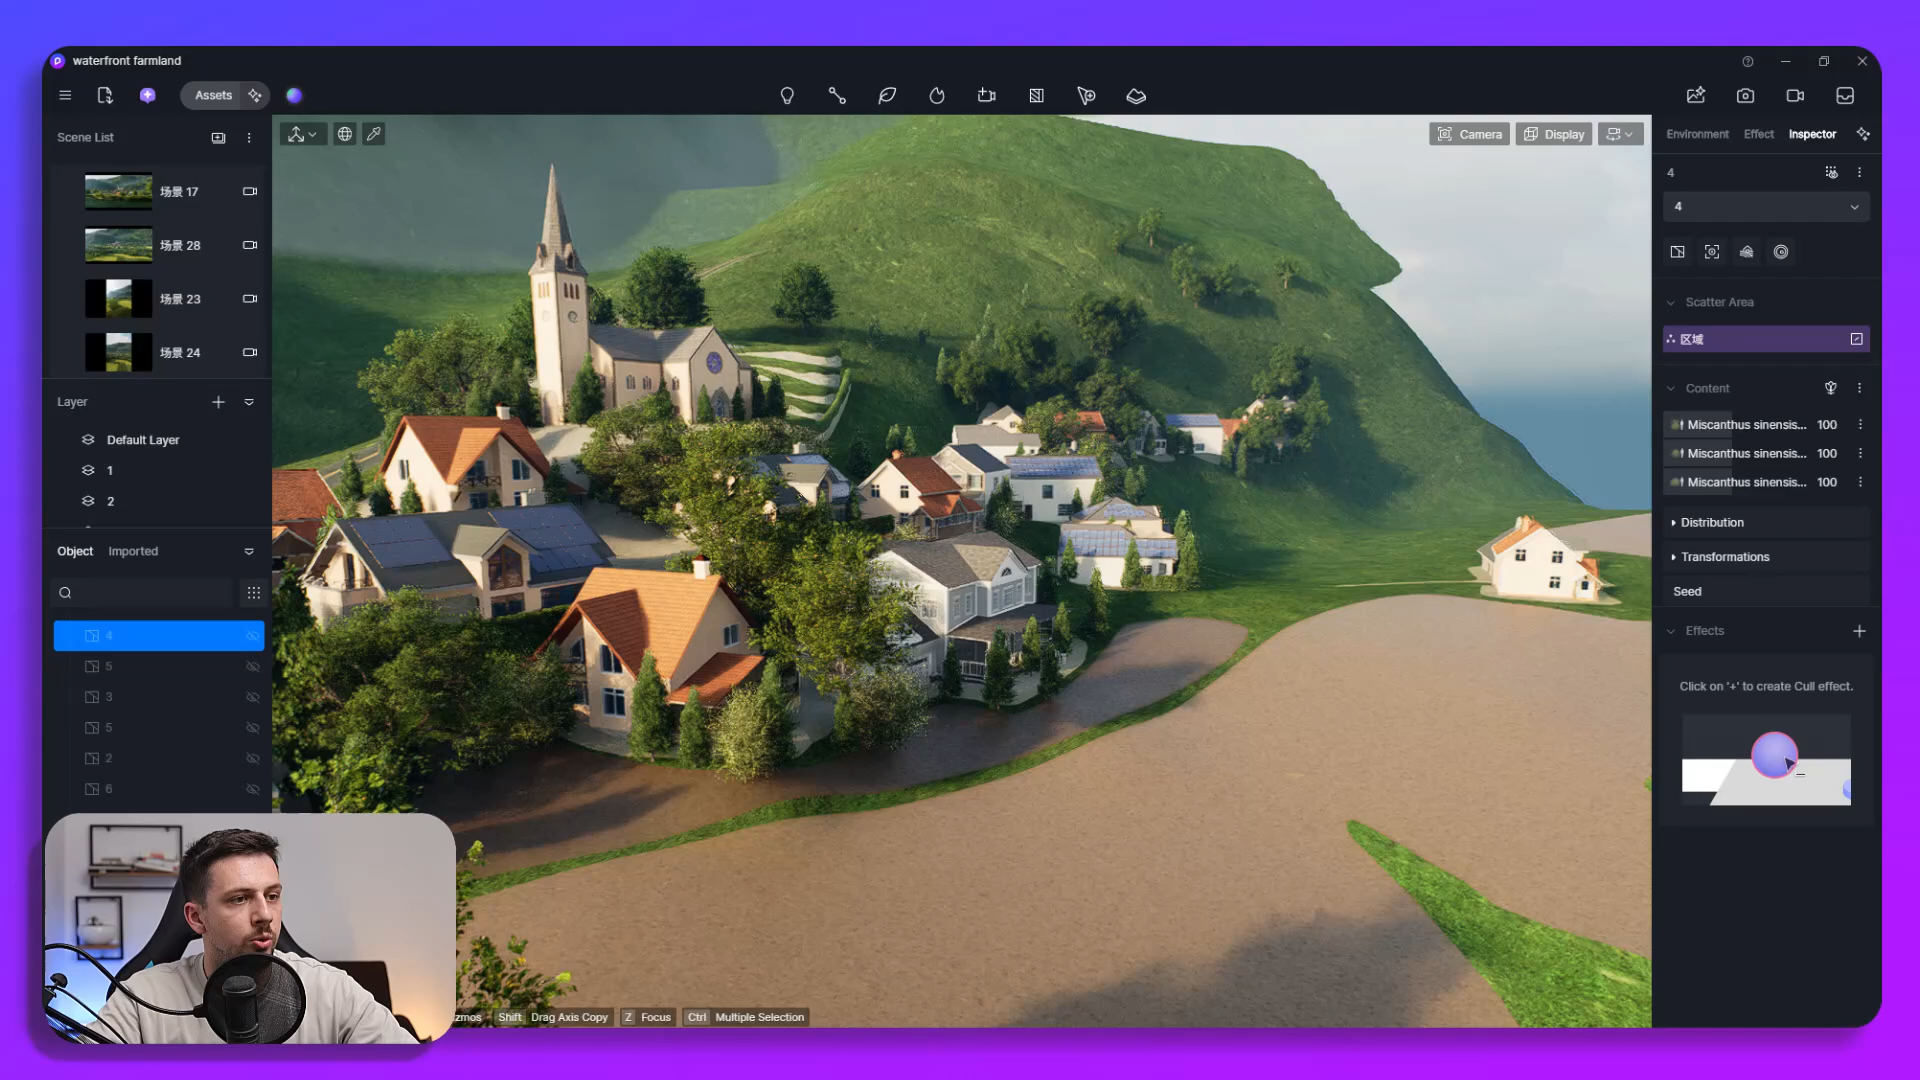 waterfront farmland
Assets
Scene List
场景 17
场景 28
场景 23
场景 24
Layer
Default Layer
1
2
Object Imported
4
5
3
5
2
6
Camera
Display
zmos Shift Drag Axis Copy Z Focus Ctrl Multiple Selection
Environment Effect Inspector
4
4
Scatter Area
区域
Content
Miscanthus sinensis... 100
Miscanthus sinensis... 100
Miscanthus sinensis... 100
Distribution
Transformations
Seed
Effects
Click on '+' to create Cull effect.